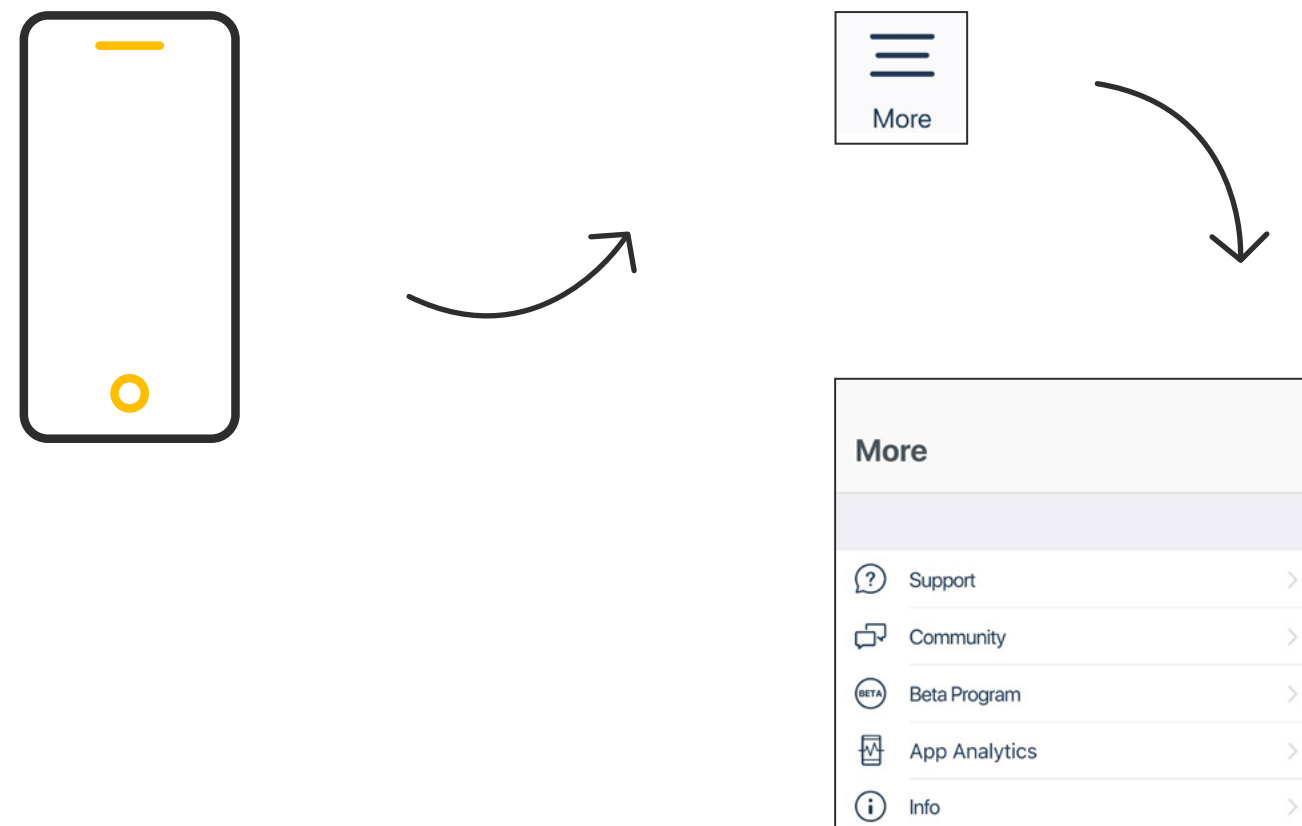 More
More
Support
Community
BETA
Beta Program
App Analytics
Info